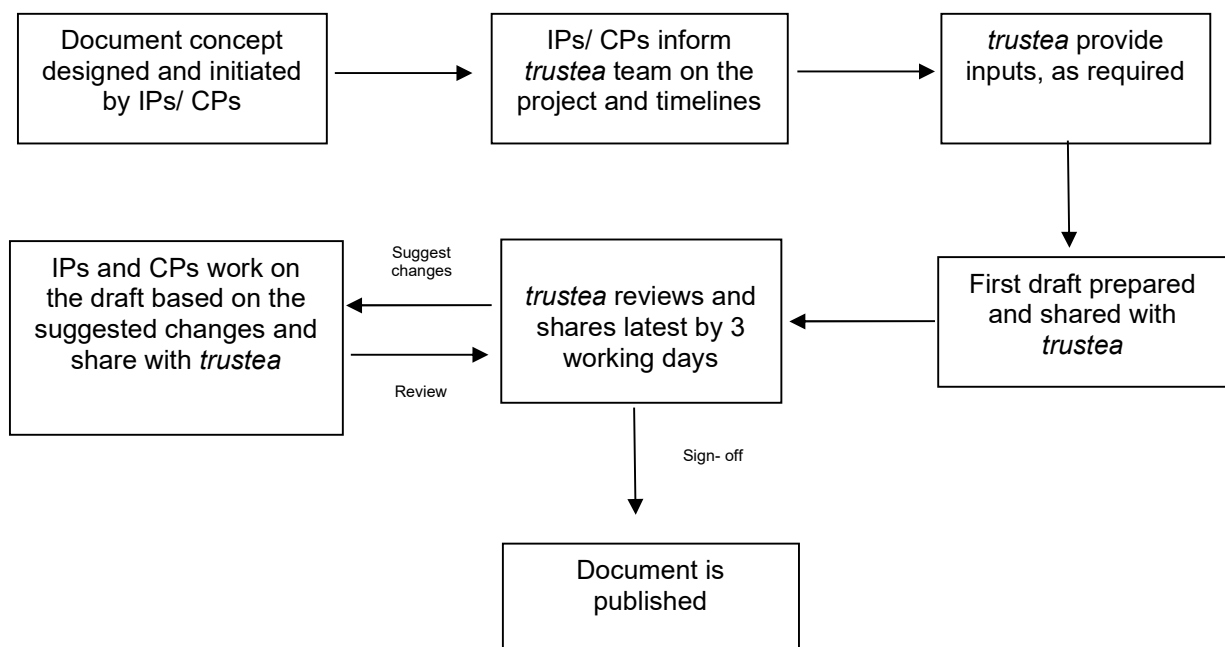 Document concept
designed and initiated
by IPs/ CPs
IPs/ CPs inform
trustea team on the
project and timelines
trustea provide
inputs, as required
First draft prepared
and shared with
trustea
trustea reviews and
shares latest by 3
working days
Suggest
changes
IPs and CPs work on
the draft based on the
suggested changes and
share with trustea
Review
Sign- off
Document is
published